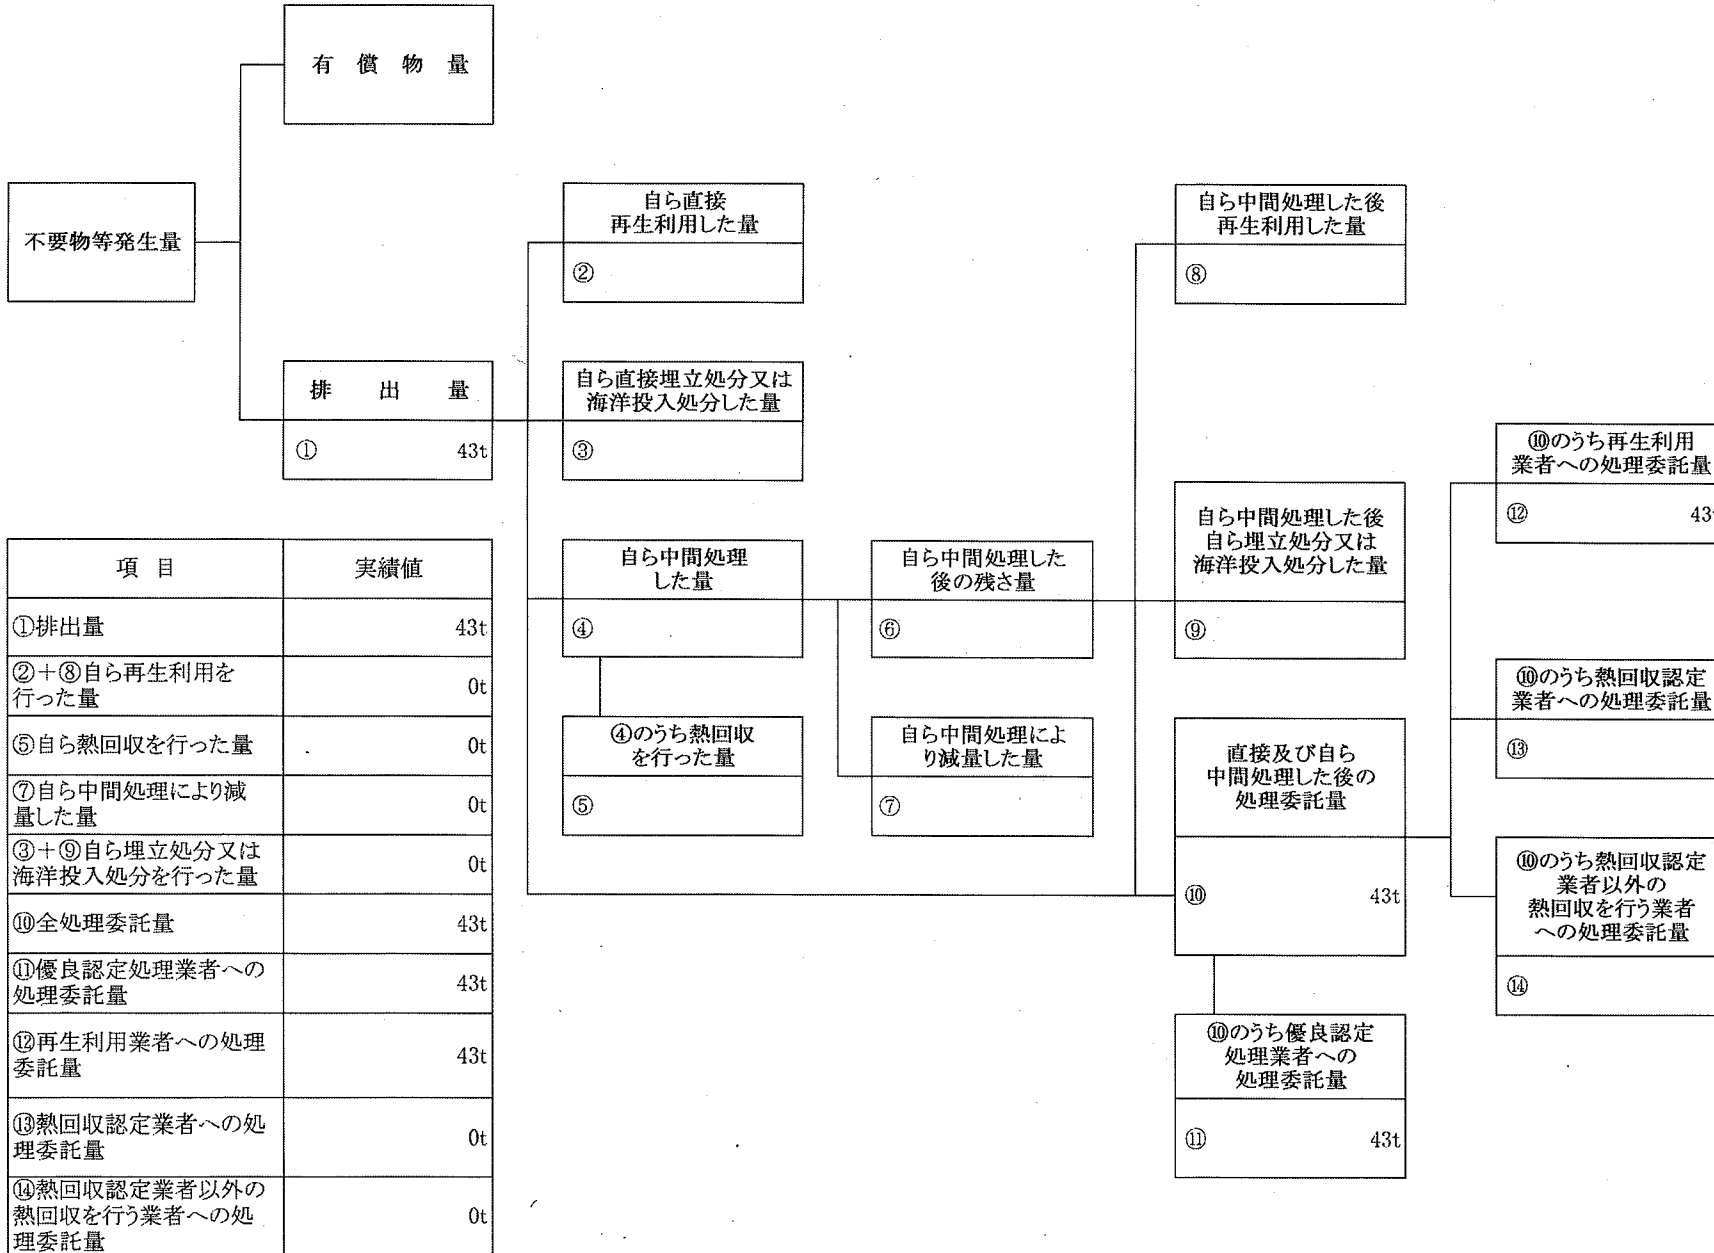 有償物量
不要物等発生量
自ら直接
再生利用した量
②
自ら中間処理した後
再生利用した量
⑧
排出量
① 43t
自ら直接埋立処分又は
海洋投入処分した量
③
⑩のうち再生利用
業者への処理委託量
⑫ 43t
自ら中間処理した後
自ら埋立処分又は
海洋投入処分した量
⑨
自ら中間処理
した量
④
自ら中間処理した
後の残さ量
⑥
⑩のうち熱回収認定
業者への処理委託量
⑬
④のうち熱回収
を行った量
⑤
自ら中間処理によ
り減量した量
⑦
直接及び自ら
中間処理した後の
処理委託量
⑩ 43t
⑩のうち熱回収認定
業者以外の
熱回収を行う業者
への処理委託量
⑭
⑩のうち優良認定
処理業者への
処理委託量
⑪ 43t
項目 実績値
①排出量 43t
②+⑧自ら再生利用を
行った量 0t
⑤自ら熱回収を行った量 0t
⑦自ら中間処理により減
量した量 0t
③+⑨自ら埋立処分又は
海洋投入処分を行った量 0t
⑩全処理委託量 43t
⑪優良認定処理業者への
処理委託量 43t
⑫再生利用業者への処理
委託量 43t
⑬熱回収認定業者への処
理委託量 0t
⑭熱回収認定業者以外の
熱回収を行う業者への処
理委託量 0t